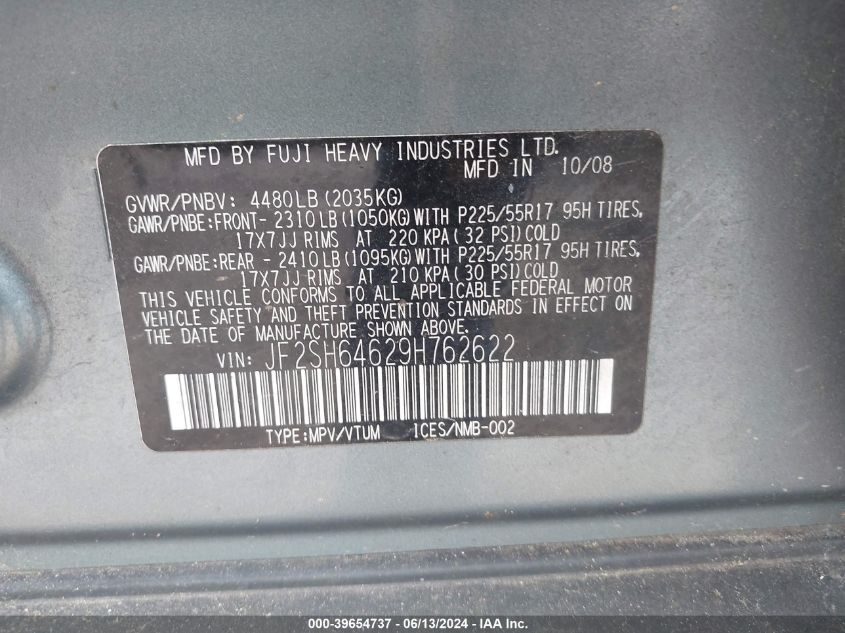 MFD BY FUJI HEAVY INDUSTRIES LTD.
MFD IN 10/08
GVWR/PNBV: 4480LB (2035KG)
GAWR/PNBE:FRONT- 2310LB(1050KG)WITH P225/55R17 95H TIRES,
17X7JJ RIMS AT 220 KPA( 32 PSI)COLD
GAWR/PNBE:REAR - 2410LB(1095KG)WITH P225/55R17 95H TIRES,
17X7JJ RIMS AT 210 KPA( 30 PSI)COLD
THIS VEHICLE CONFORMS TO ALL APPLICABLE FEDERAL MOTOR
VEHICLE SAFETY AND THEFT PREVENTION STANDARDS IN EFFECT ON
THE DATE OF MANUFACTURE SHOWN ABOVE.
VIN: JF2SH64629H762622
TYPE:MPV/VTUM ICES/NMB-002
000-39654737 - 06/13/2024 - IAA Inc.